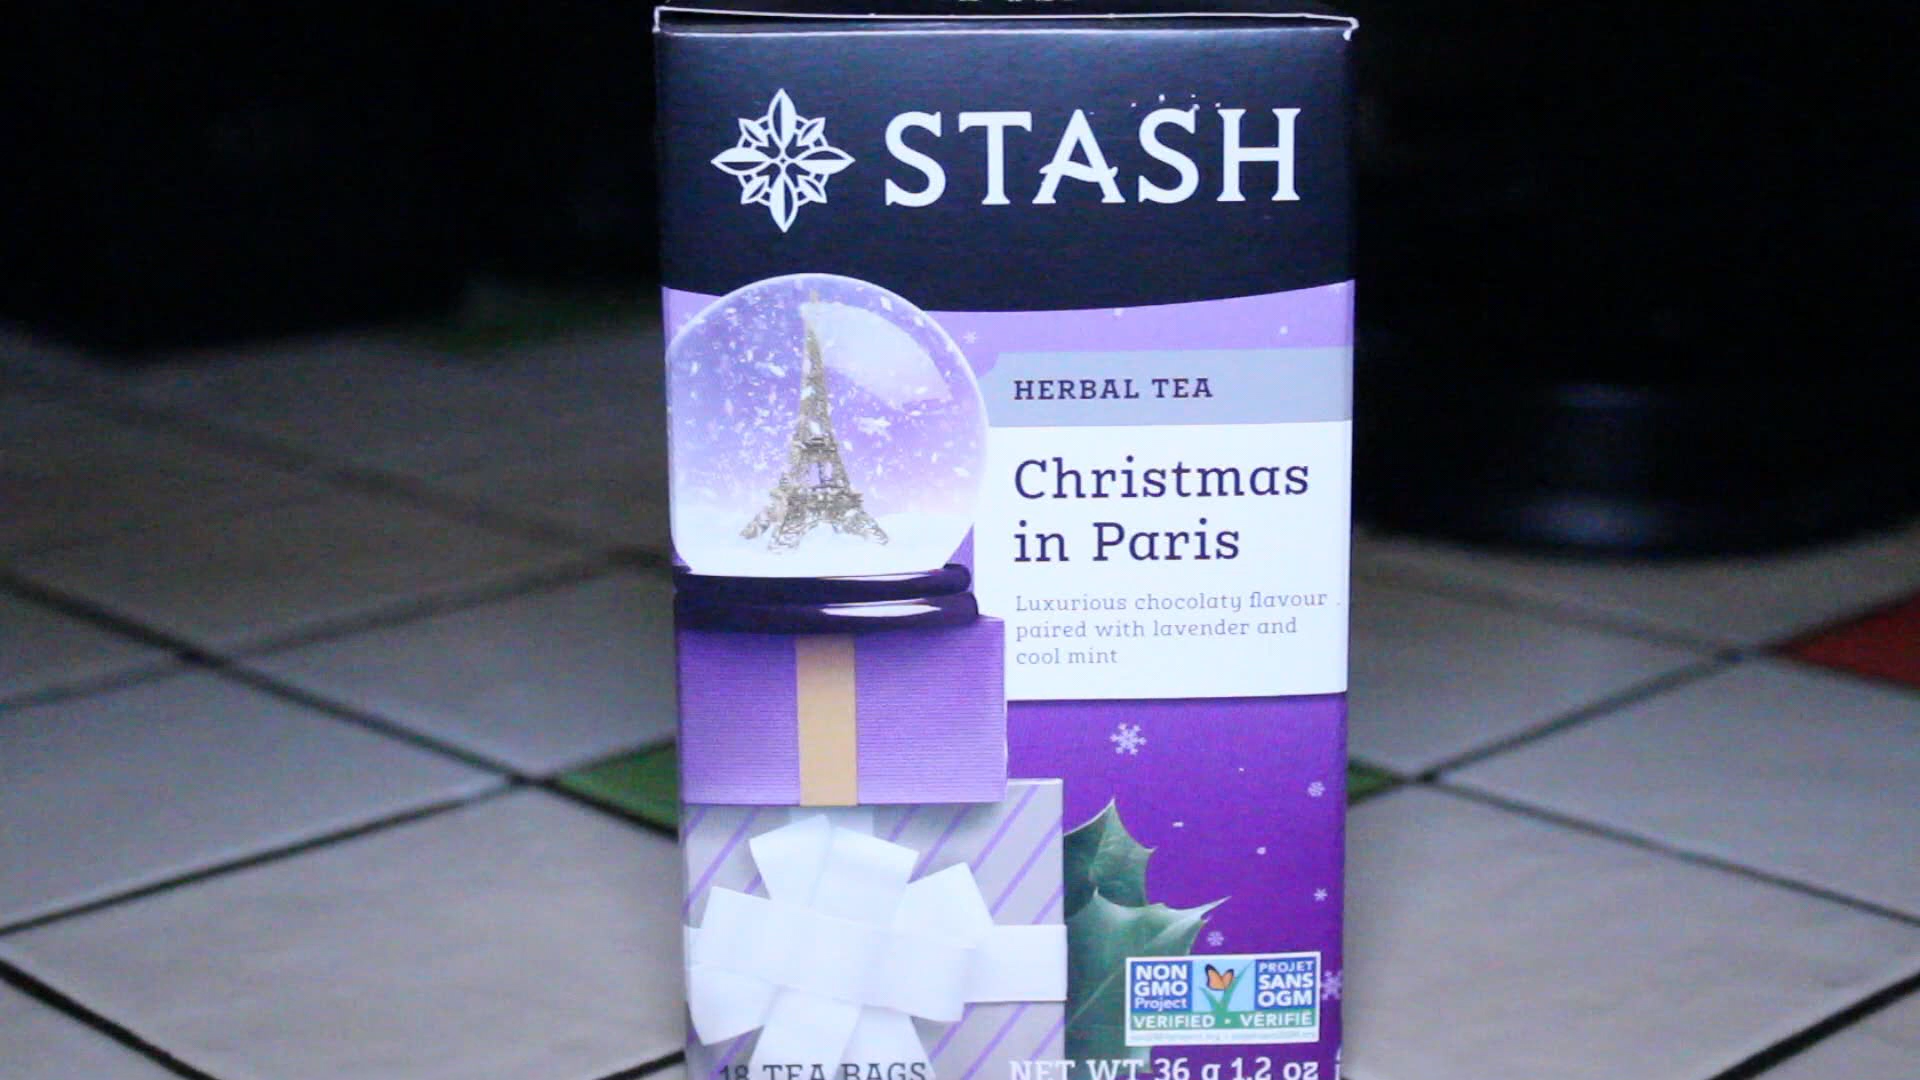 STASH
HERBAL TEA
Christmas
in Paris
Luxurious chocolaty flavour
paired with lavender and
cool mint
NON
GMO
Project
PROJET
SANS
OGM
VERIFIED • VÉRIFIÉ
18 TEA BAGS
NET WT 36 g 1.2 oz